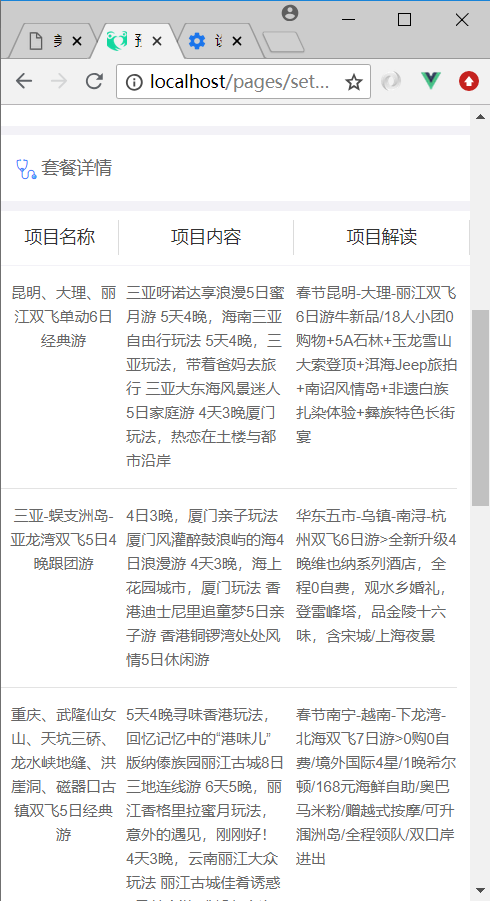 localhost/pages/set...
套餐详情
项目名称
项目内容
项目解读
昆明、大理、丽
江双飞单动6日
经典游
三亚呀诺达享浪漫5日蜜
月游 5天4晚，海南三亚
自由行玩法 5天4晚，三
亚玩法，带着爸妈去旅
行 三亚大东海风景迷人
5日家庭游 4天3晚厦门
玩法，热恋在土楼与都
市沿岸
春节昆明-大理-丽江双飞
6日游牛新品/18人小团0
购物+5A石林+玉龙雪山
大索登顶+洱海Jeep旅拍
+南诏风情岛+非遗白族
扎染体验+彝族特色长街
宴
三亚-蜈支洲岛-
亚龙湾双飞5日4
晚跟团游
4日3晚，厦门亲子玩法
厦门风灌醉鼓浪屿的海4
日浪漫游 4天3晚，海上
花园城市，厦门玩法 香
港迪士尼里追童梦5日亲
子游 香港铜锣湾处处风
情5日休闲游
华东五市-乌镇-南浔-杭
州双飞6日游>全新升级4
晚维也纳系列酒店，全
程0自费，观水乡婚礼，
登雷峰塔，品金陵十六
味，含宋城/上海夜景
重庆、武隆仙女
山、天坑三硚、
龙水峡地缝、洪
崖洞、磁器口古
镇双飞5日经典
游
5天4晚寻味香港玩法，
回忆记忆中的“港味儿”
版纳傣族园丽江古城8日
三地连线游 6天5晚，丽
江香格里拉蜜月玩法，
意外的遇见，刚刚好！
4天3晚，云南丽江大众
玩法 丽江古城佳肴诱惑
春节南宁-越南-下龙湾-
北海双飞7日游>0购0自
费/境外国际4星/1晚希尔
顿/168元海鲜自助/奥巴
马米粉/赠越式按摩/可升
涠洲岛/全程领队/双口岸
进出